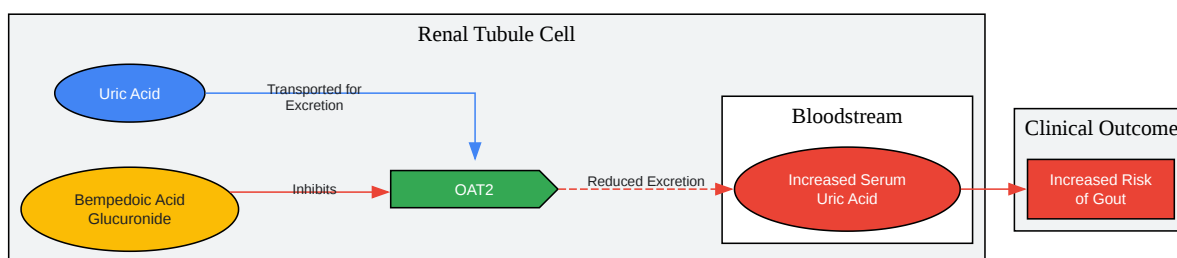 Renal Tubule Cell
Uric Acid
Transported for
Excretion
Bempedoic Acid
Glucuronide
Inhibits
OAT2
Reduced Excretion
Bloodstream
Increased Serum
Uric Acid
Clinical Outcome
Increased Risk
of Gout